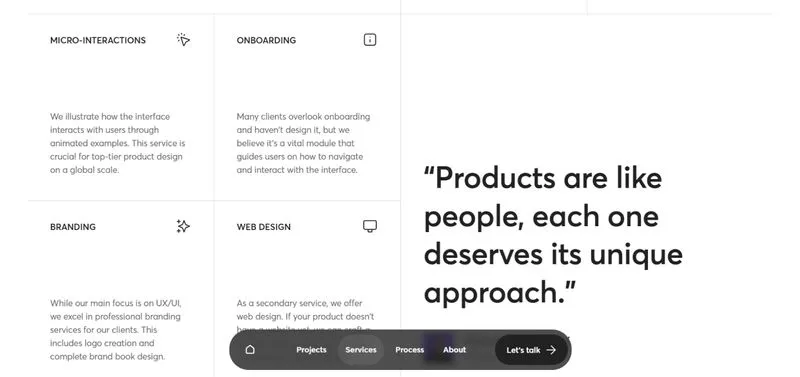 MICRO-INTERACTIONS
We illustrate how the interface
interacts with users through
animated examples. This service is
crucial for top-tier product design
on a global scale.
ONBOARDING
Many clients overlook onboarding
and haven't design it, but we
believe it's a vital module that
guides users on how to navigate
and interact with the interface.
BRANDING
While our main focus is on UX/UI,
we excel in professional branding
services for our clients. This
includes logo creation and
complete brand book design.
WEB DESIGN
As a secondary service, we offer
web design. If your product doesn't
“Products are like
people, each one
deserves its unique
approach.”
Projects
Services
Process
About
Let's talk